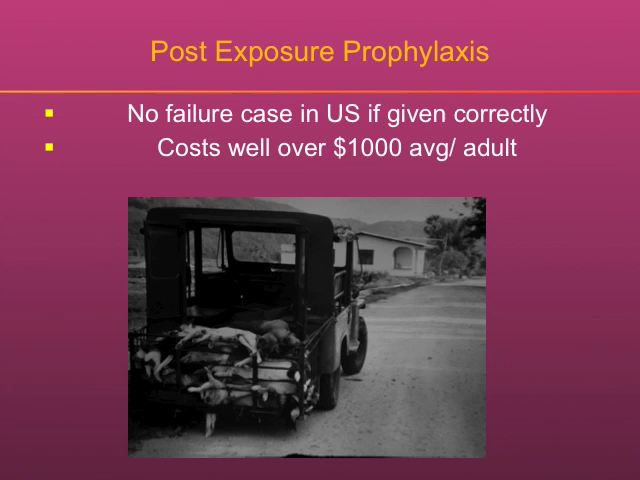 Post Exposure Prophylaxis
No failure case in US if given correctly
Costs well over $1000 avg/ adult